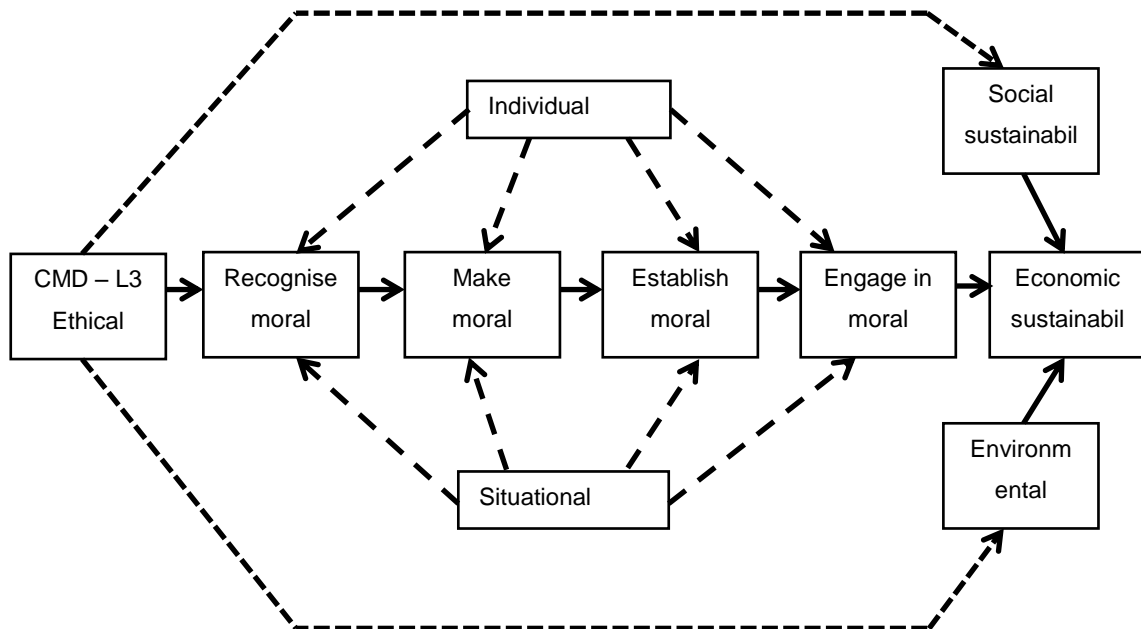 Social
sustainabil
Individual
CMD – L3
Ethical
Recognise
moral
Make
moral
Establish
moral
Engage in
moral
Economic
sustainabil
Situational
Environm
ental